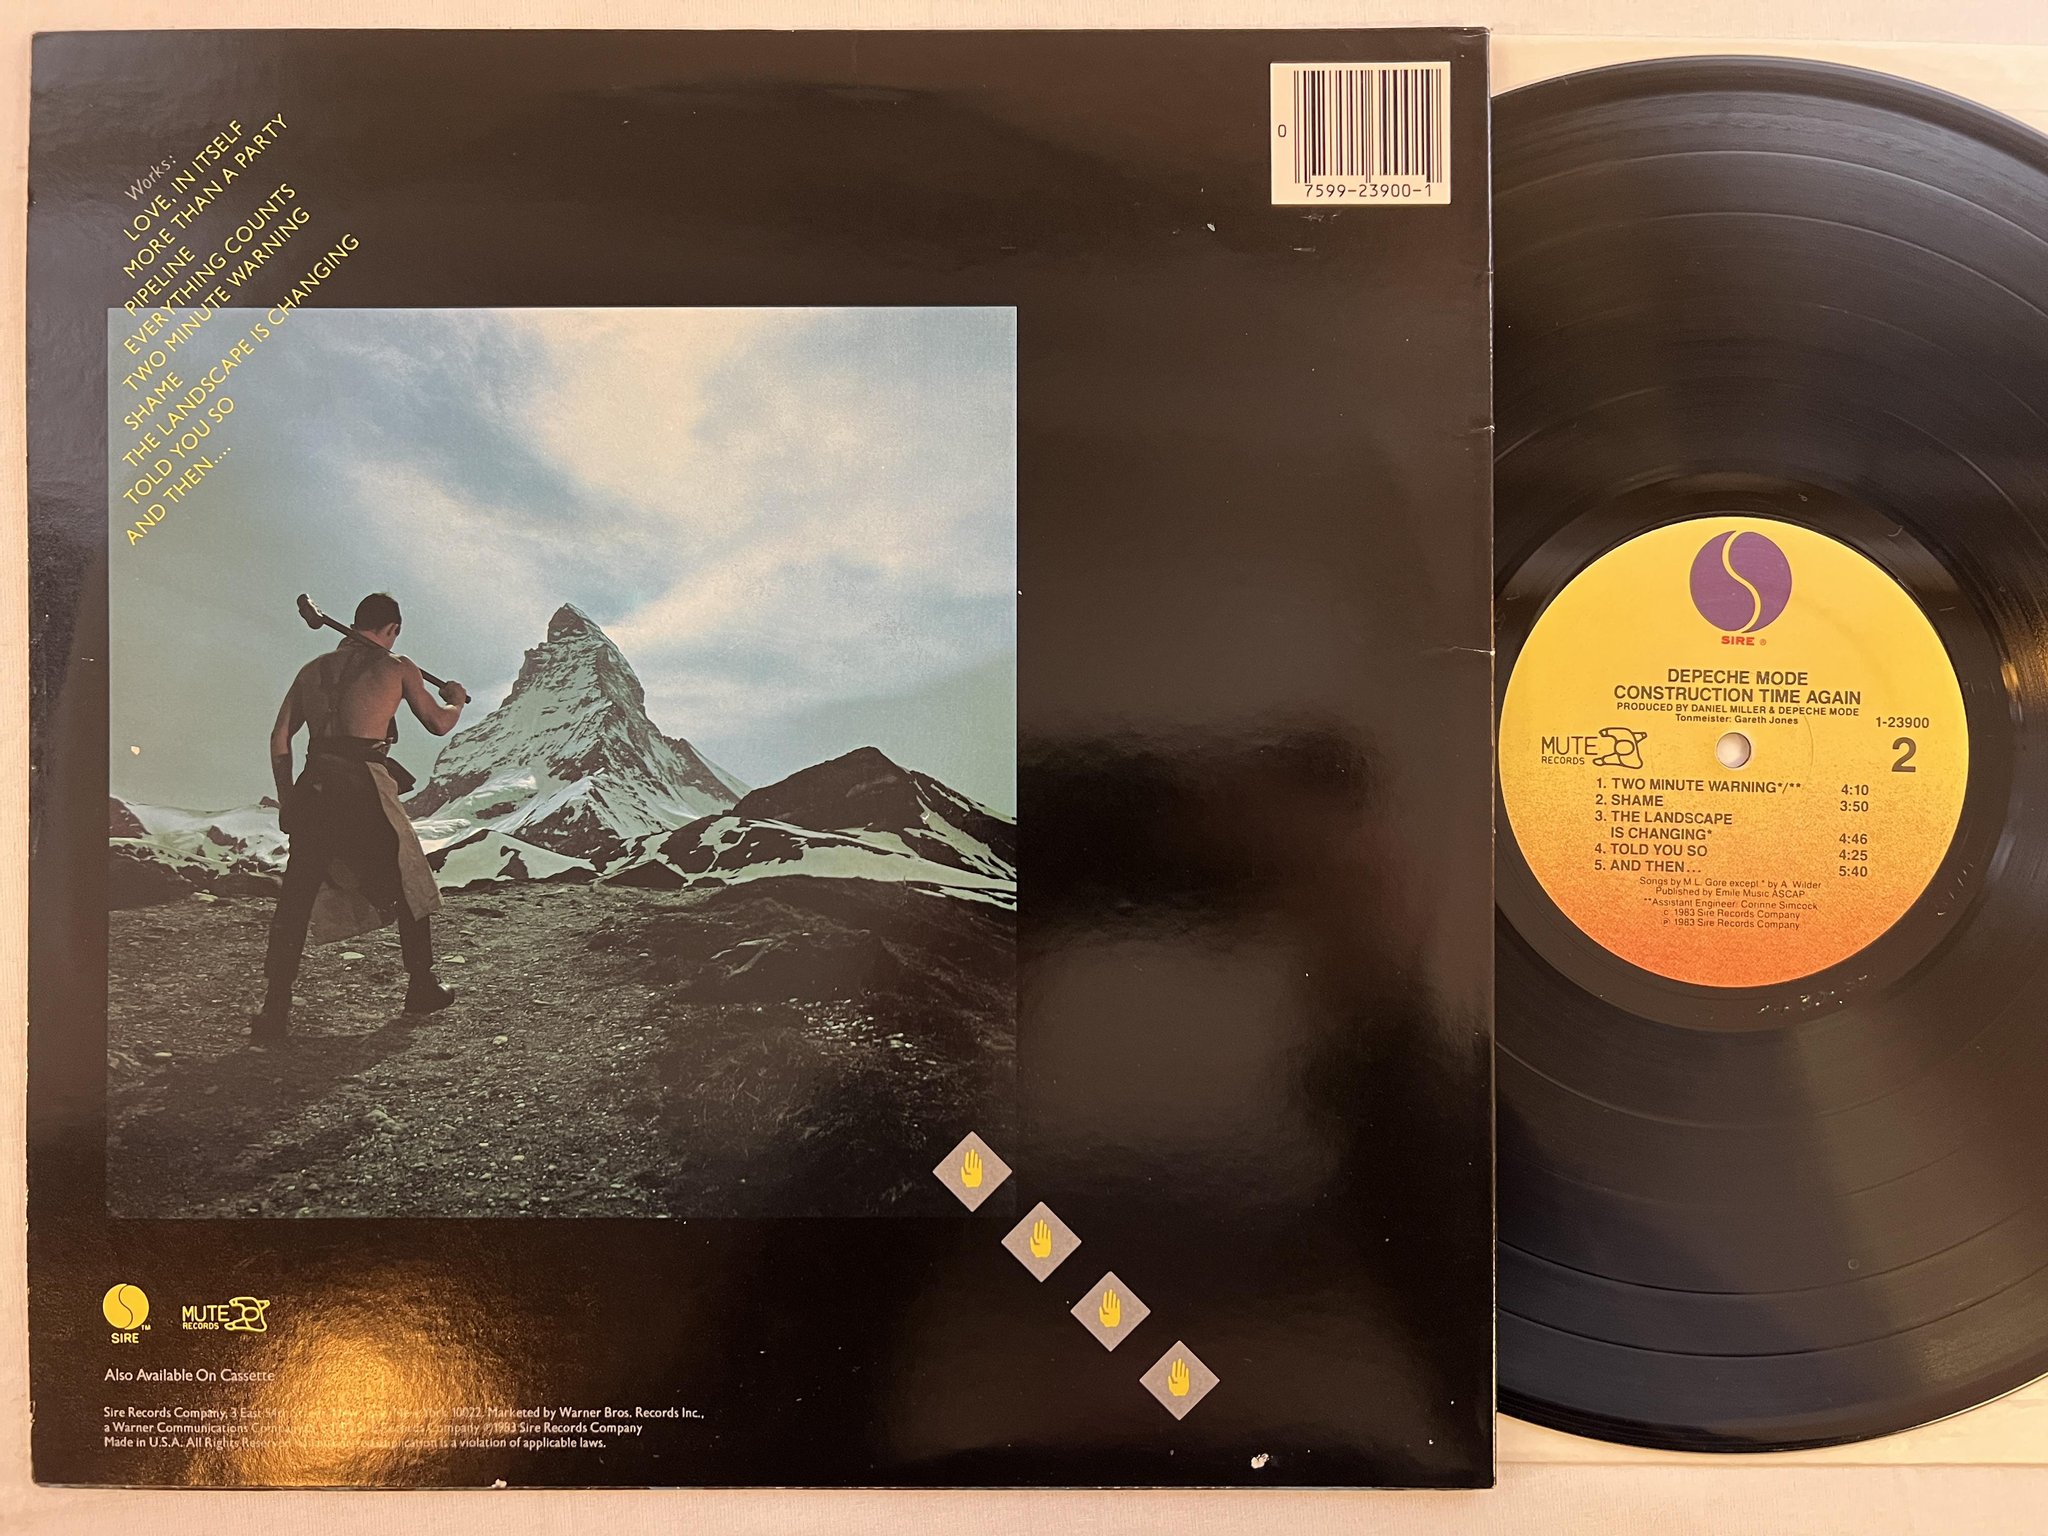 Works:
LOVE, IN ITSELF
MORE THAN A PARTY
PIPELINE
EVERYTHING COUNTS
TWO MINUTE WARNING
SHAME
THE LANDSCAPE IS CHANGING
TOLD YOU SO
AND THEN....
0
7599-23900-1
SIRE TM
MUTE
RECORDS
Also Available On Cassette
Sire Records Company, 3 East 54th 10022. Marketed by Warner Bros. Records Inc.,
a Warner Communications Company Records Company ℗1983 Sire Records Company
Made in U.S.A. All Rights Reserved duplication is a violation of applicable laws.
SIRE ®
DEPECHE MODE
CONSTRUCTION TIME AGAIN
PRODUCED BY DANIEL MILLER & DEPECHE MODE
Tonmeister: Gareth Jones
1-23900
MUTE
RECORDS
2
1. TWO MINUTE WARNING*/** 4:10
2. SHAME 3:50
3. THE LANDSCAPE
IS CHANGING* 4:46
4. TOLD YOU SO 4:25
5. AND THEN... 5:40
Songs by M.L. Gore except * by A. Wilder
Published by Emile Music ASCAP
**Assistant Engineer: Corinne Simcock
© 1983 Sire Records Company
℗ 1983 Sire Records Company